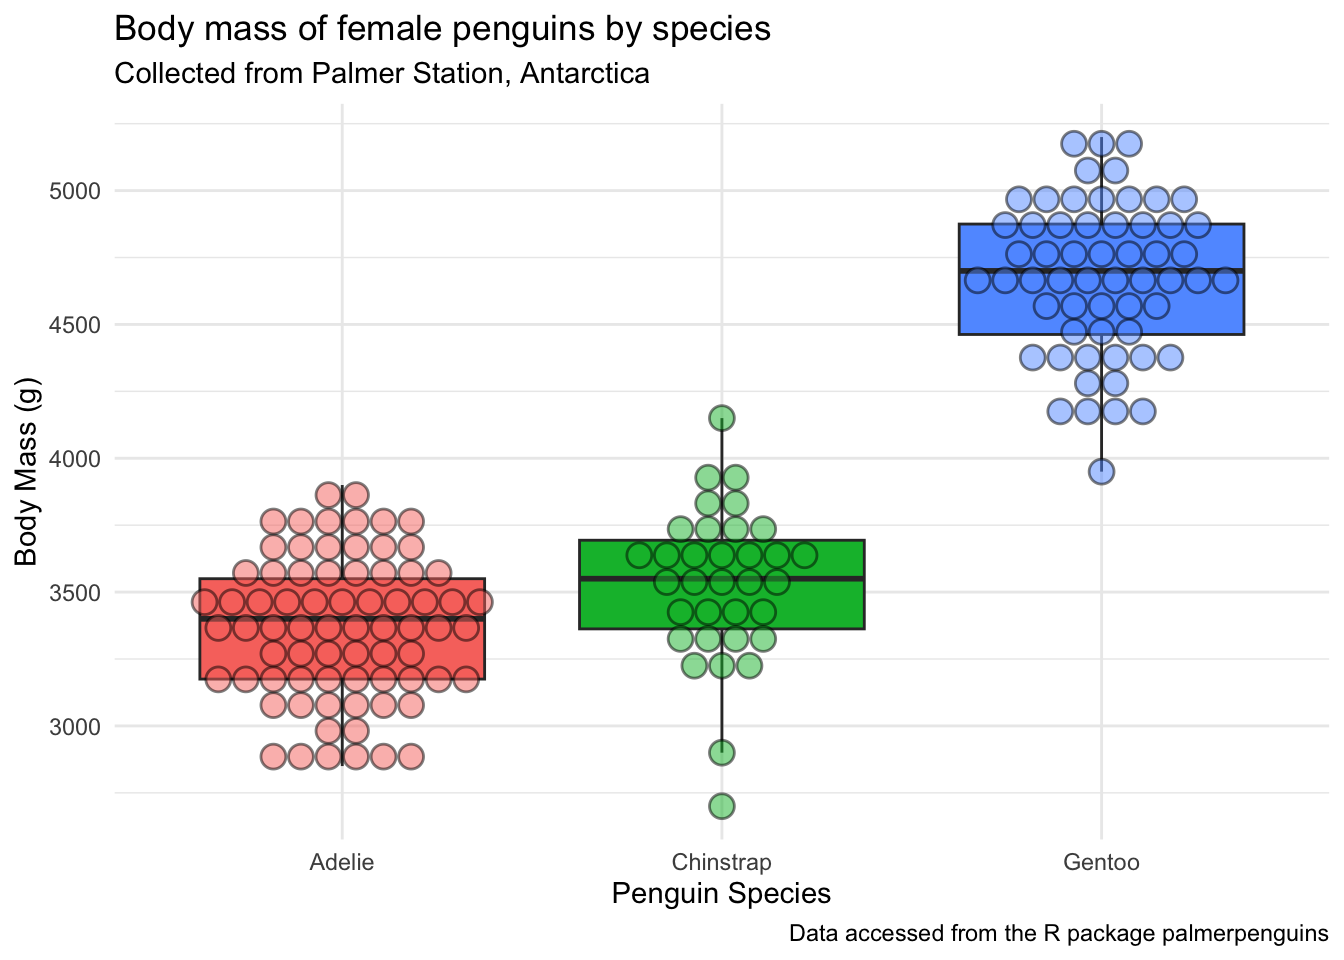 Body mass of female penguins by species
Collected from Palmer Station, Antarctica
Body Mass (g)
5000
4500
4000
3500
3000
Adelie
Chinstrap
Gentoo
Penguin Species
Data accessed from the R package palmerpenguins